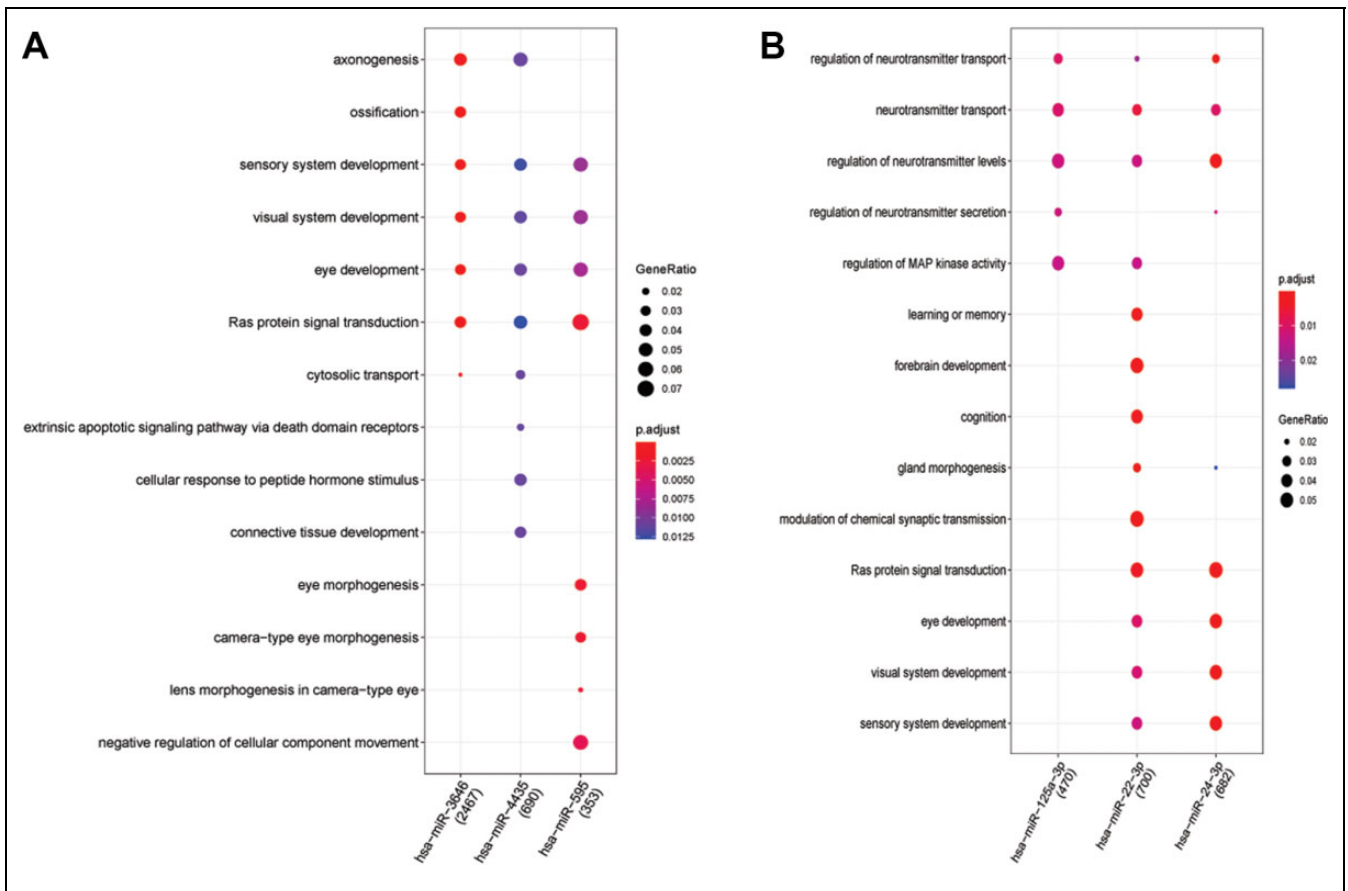 A
axonogenesis
ossification
sensory system development
visual system development
eye development
Ras protein signal transduction
cytosolic transport
extrinsic apoptotic signaling pathway via death domain receptors
cellular response to peptide hormone stimulus
connective tissue development
eye morphogenesis
camera-type eye morphogenesis
lens morphogenesis in camera-type eye
negative regulation of cellular component movement
hsa-miR-3646
(2467)
hsa-miR-4435
(690)
hsa-miR-595
(353)
GeneRatio
0.02
0.03
0.04
0.05
0.06
0.07
p.adjust
0.0025
0.0050
0.0075
0.0100
0.0125
B
regulation of neurotransmitter transport
neurotransmitter transport
regulation of neurotransmitter levels
regulation of neurotransmitter secretion
regulation of MAP kinase activity
learning or memory
forebrain development
cognition
gland morphogenesis
modulation of chemical synaptic transmission
Ras protein signal transduction
eye development
visual system development
sensory system development
hsa-miR-125a-3p
(470)
hsa-miR-22-3p
(700)
hsa-miR-24-3p
(682)
p.adjust
0.01
0.02
GeneRatio
0.02
0.03
0.04
0.05